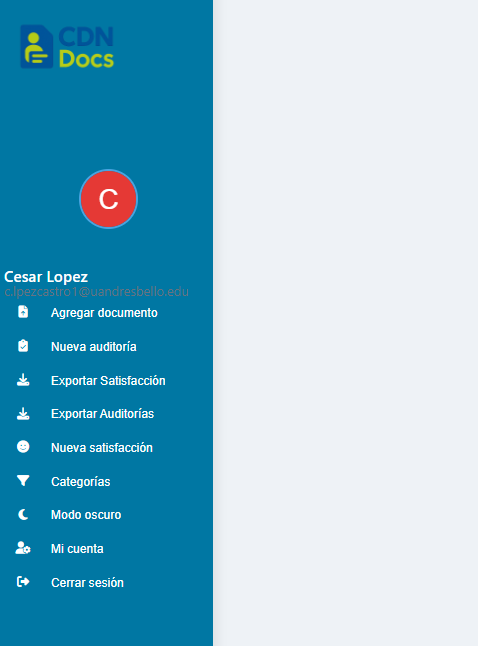 CDN
Docs
C
Cesar Lopez
c.lpezcastro1@uandresbello.edu
Agregar documento
Nueva auditoría
Exportar Satisfacción
Exportar Auditorías
Nueva satisfacción
Categorías
Modo oscuro
Mi cuenta
Cerrar sesión